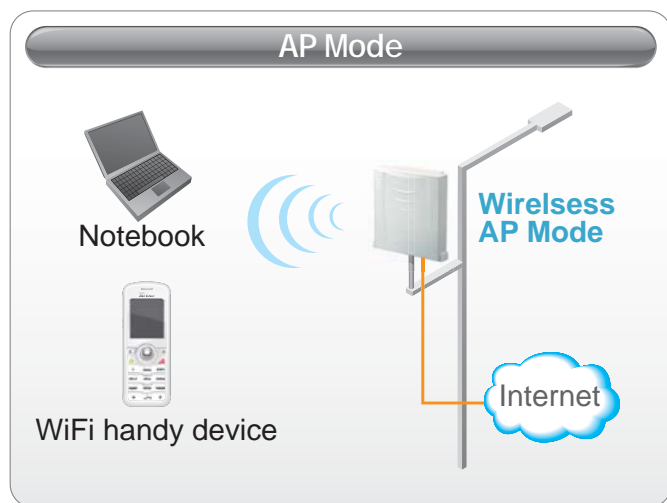 AP Mode
Notebook
Wirelsess
AP Mode
Internet
WiFi handy device